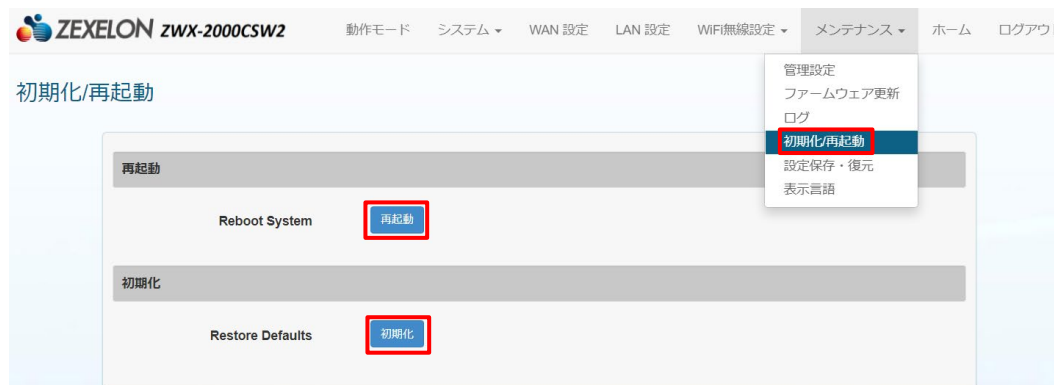 ZEXELON ZWX-2000CSW2 動作モード システム WAN 設定 LAN 設定 WiFi無線設定 メンテナンス ホーム ログアウ
管理設定
ファームウェア更新
ログ
初期化/再起動
設定保存・復元
表示言語
初期化/再起動
再起動
Reboot System 再起動
初期化
Restore Defaults 初期化